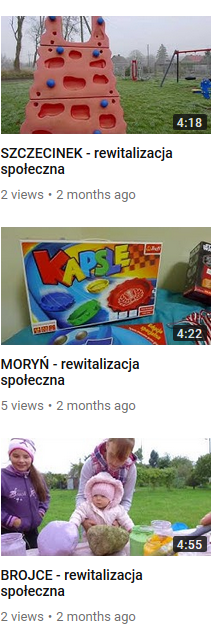 4:18
SZCZECINEK - rewitalizacja
społeczna
2 views • 2 months ago
KAPSLE
Trefl
4:22
MORYŃ - rewitalizacja
społeczna
5 views • 2 months ago
4:55
BROJCE - rewitalizacja
społeczna
2 views • 2 months ago